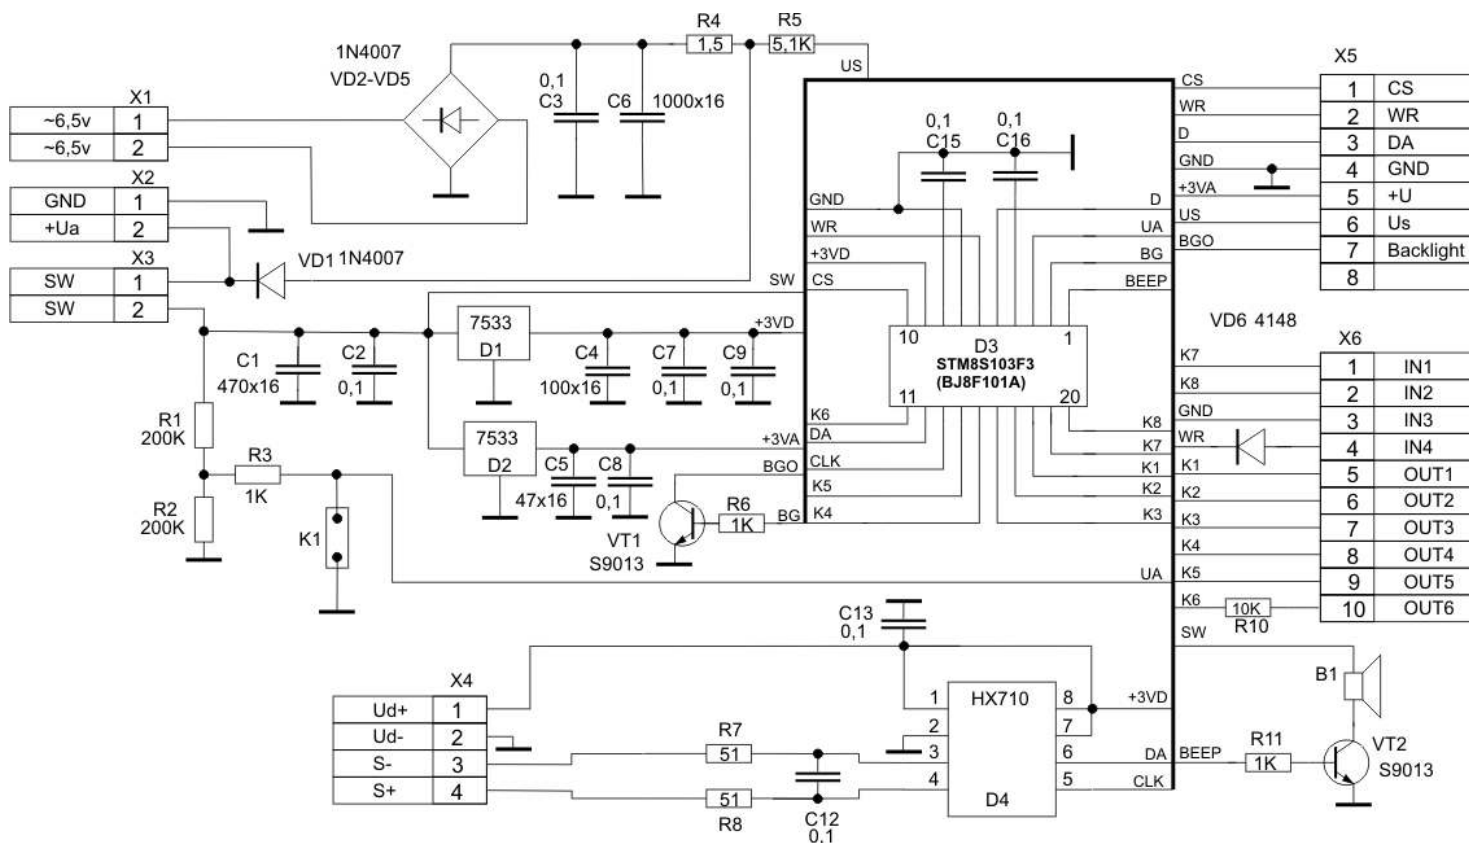 R4
R5
1,5
5,1K
1N4007
VD2-VD5
US
0,1
C3
C6
1000x16
X1
~6,5v
1
~6,5v
2
X2
GND
1
+Ua
2
X3
SW
1
SW
2
VD1 1N4007
SW
0,1
C15
0,1
C16
GND
WR
+3VD
CS
D
UA
BG
BEEP
10
1
D3
STM8S103F3
(BJ8F101A)
11
20
K6
DA
CLK
K5
K4
K8
K7
K1
K2
K3
7533
D1
+3VD
C1
470x16
C2
0,1
C4
100x16
C7
0,1
C9
0,1
7533
D2
+3VA
BGO
C5
47x16
C8
0,1
R1
200K
R3
1K
R2
200K
K1
R6
1K
BG
VT1
S9013
UA
X5
CS
1
CS
WR
2
WR
D
3
DA
GND
4
GND
+3VA
5
+U
US
6
Us
BGO
7
Backlight
8
VD6 4148
X6
K7
1
IN1
K8
2
IN2
GND
3
IN3
WR
4
IN4
K1
5
OUT1
K2
6
OUT2
K3
7
OUT3
K4
8
OUT4
K5
9
OUT5
K6
10K
R10
10
OUT6
SW
B1
BEEP
R11
1K
VT2
S9013
C13
0,1
X4
Ud+
1
Ud-
2
S-
3
S+
4
R7
51
51
R8
C12
0,1
HX710
D4
1
2
3
4
8
7
6
5
+3VD
DA
CLK